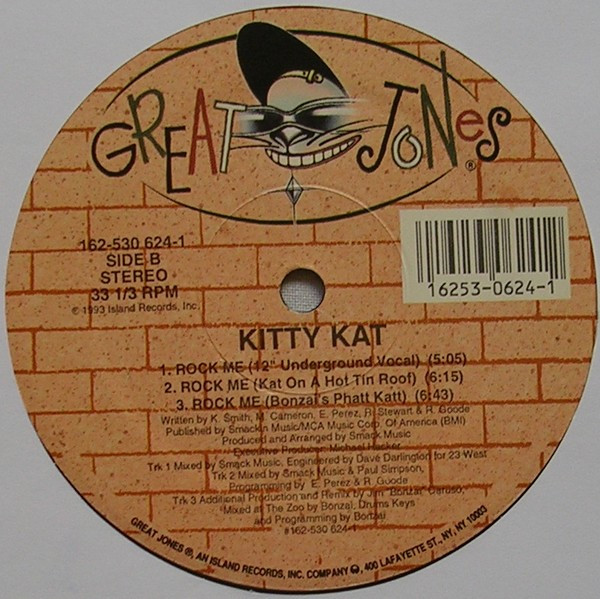 GREAT JONES ®
162-530 624-1
SIDE B
STEREO
33 1/3 RPM
℗ 1993 Island Records, Inc.
16253-0624-1
KITTY KAT
1. ROCK ME (12" Underground Vocal) (5:05)
2. ROCK ME (Kat On A Hot Tin Roof) (6:15)
3. ROCK ME (Bonzai's Phatt Katt) (6:43)
Written by K. Smith, M. Cameron, E. Perez, R. Stewart & R. Goode
Published by Smackin Music/MCA Music Corp. Of America (BMI)
Produced and Arranged by Smack Music
Executive Producer: Michael
Trk 1 Mixed by Smack Music, Engineered by Dave Darlington for 23 West
Trk 2 Mixed by Smack Music & Paul Simpson,
Programming by E. Perez & R. Goode
Trk 3 Additional Production and Remix by Jim "Bonzai" Caruso,
Mixed at The Zoo by Bonzai, Drums Keys
and Programming by Bonzai
#162-530 624-1
GREAT JONES ®, AN ISLAND RECORDS, INC. COMPANY, 400 LAFAYETTE ST., NY, NY 10003